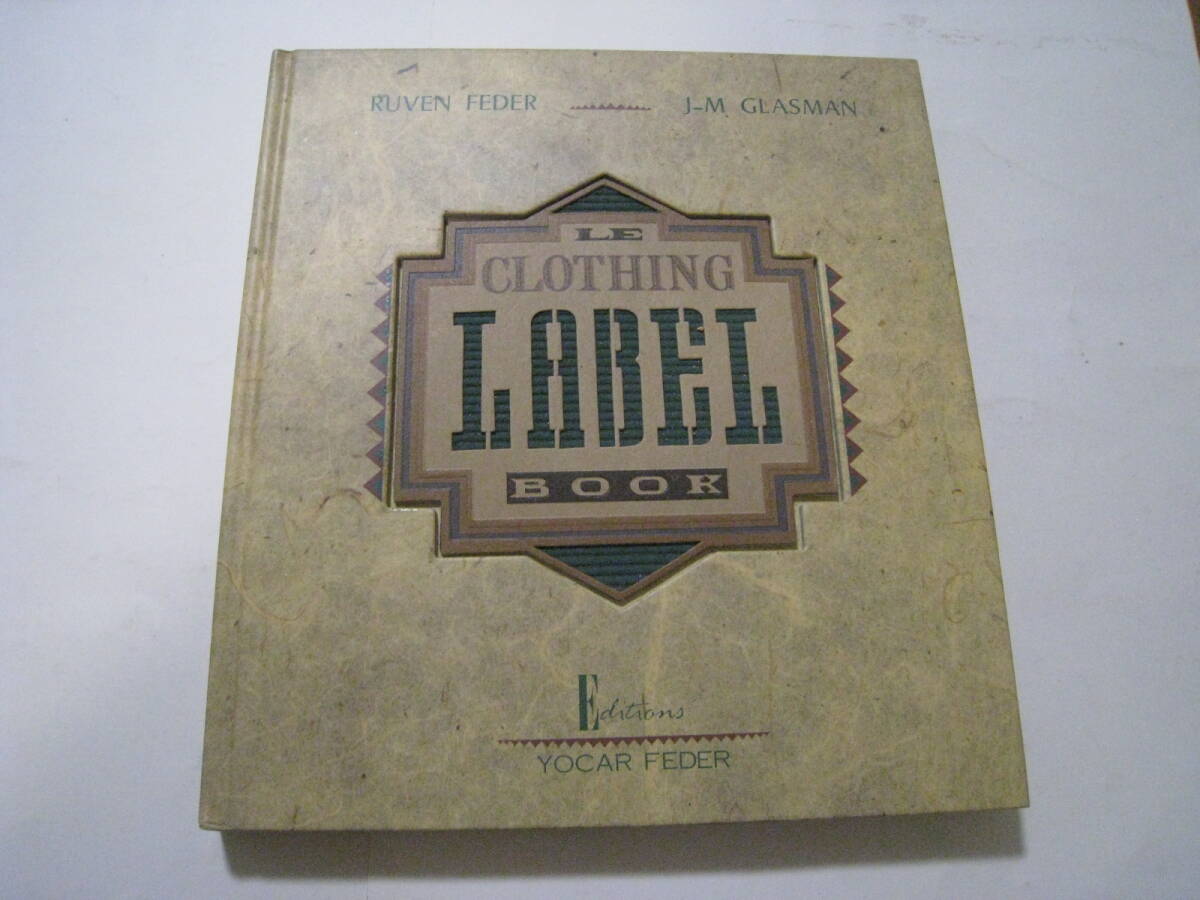 RUVEN FEDER J-M GLASMAN
LE
CLOTHING
LABEL
BOOK
Editions
YOCAR FEDER